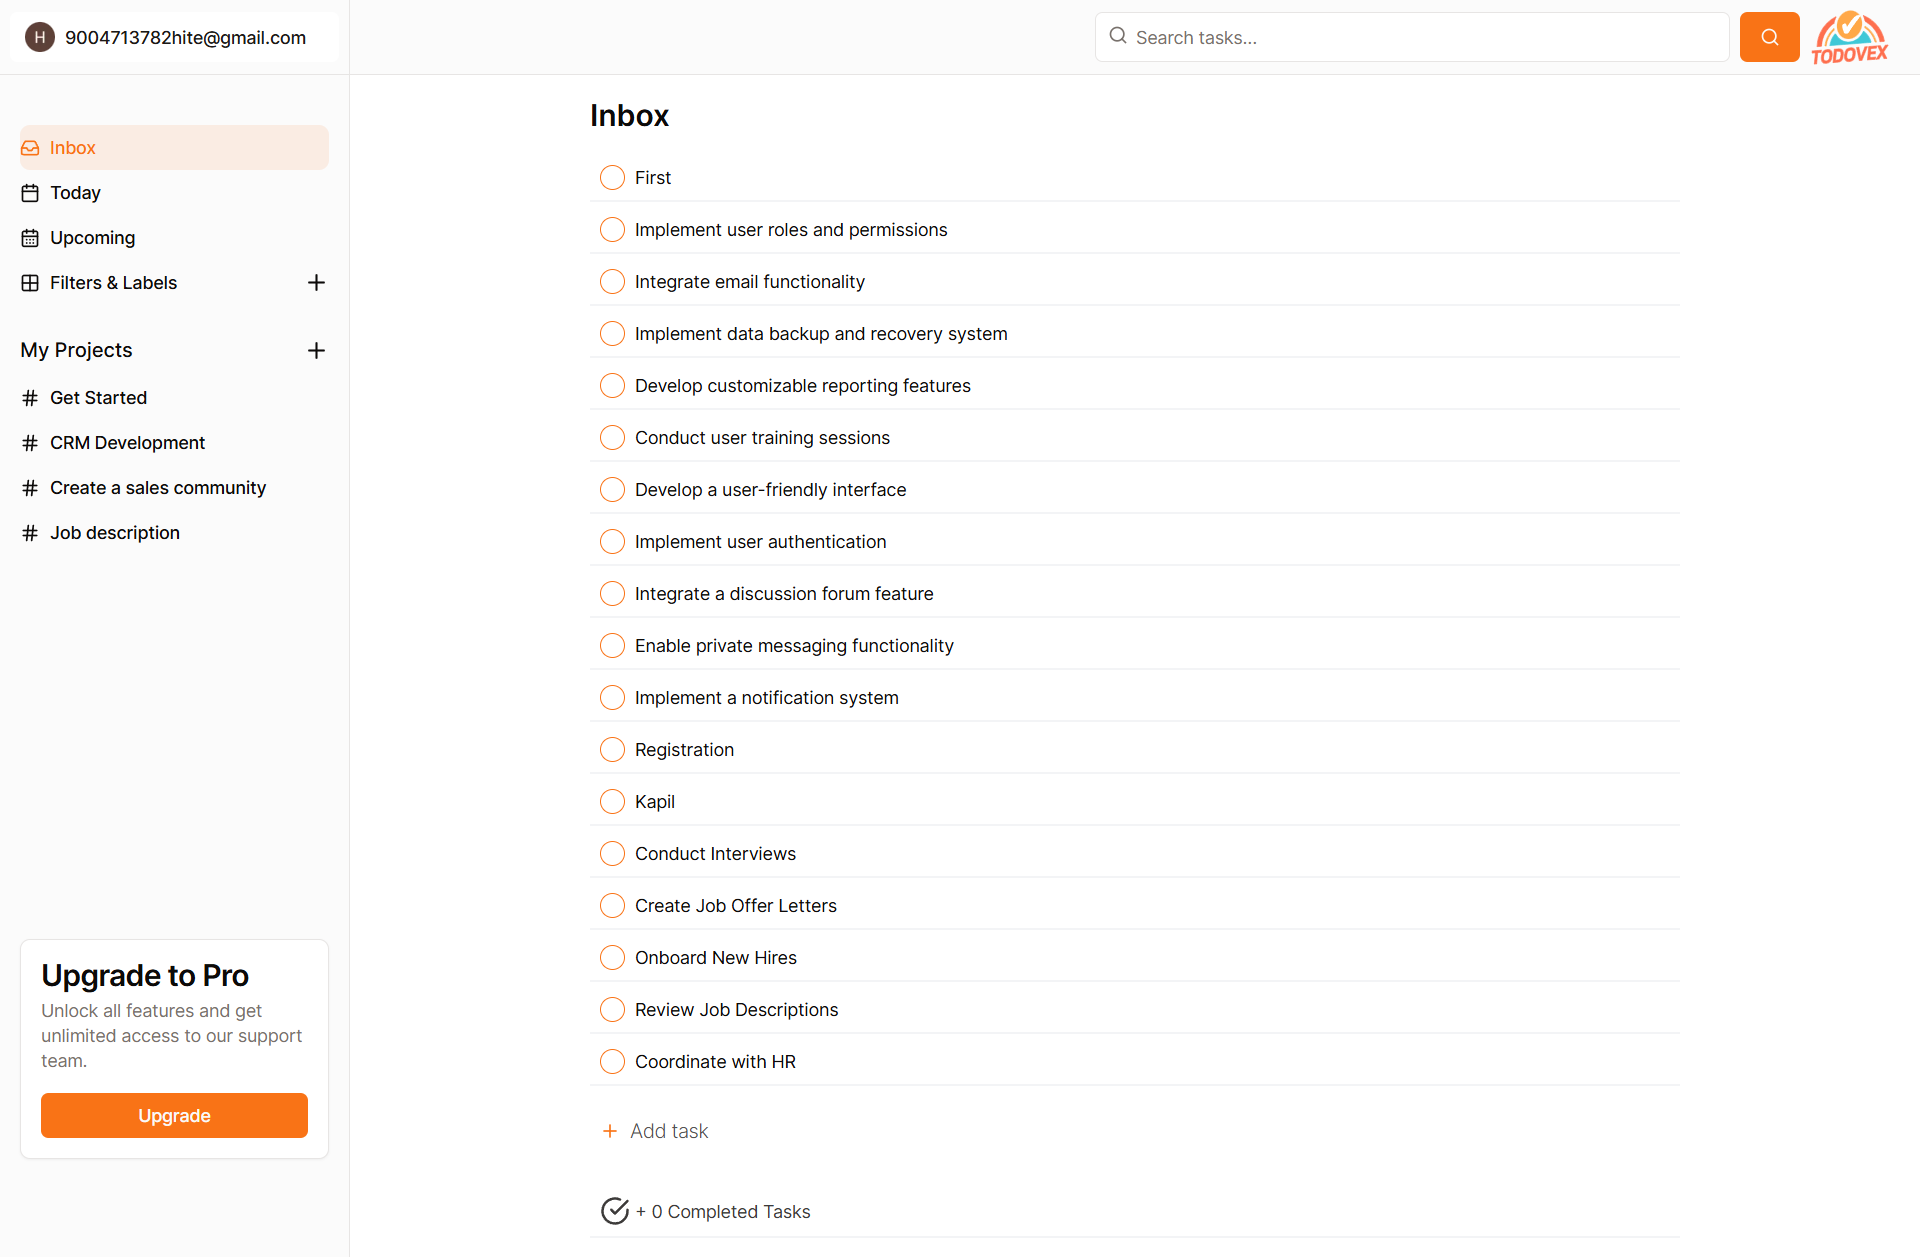 H 9004713782hite@gmail.com
Search tasks...
TODOVEX
Inbox
Today
Upcoming
Filters & Labels
My Projects
Get Started
CRM Development
Create a sales community
Job description
Upgrade to Pro
Unlock all features and get
unlimited access to our support
team.
Upgrade
Inbox
First
Implement user roles and permissions
Integrate email functionality
Implement data backup and recovery system
Develop customizable reporting features
Conduct user training sessions
Develop a user-friendly interface
Implement user authentication
Integrate a discussion forum feature
Enable private messaging functionality
Implement a notification system
Registration
Kapil
Conduct Interviews
Create Job Offer Letters
Onboard New Hires
Review Job Descriptions
Coordinate with HR
Add task
+ 0 Completed Tasks